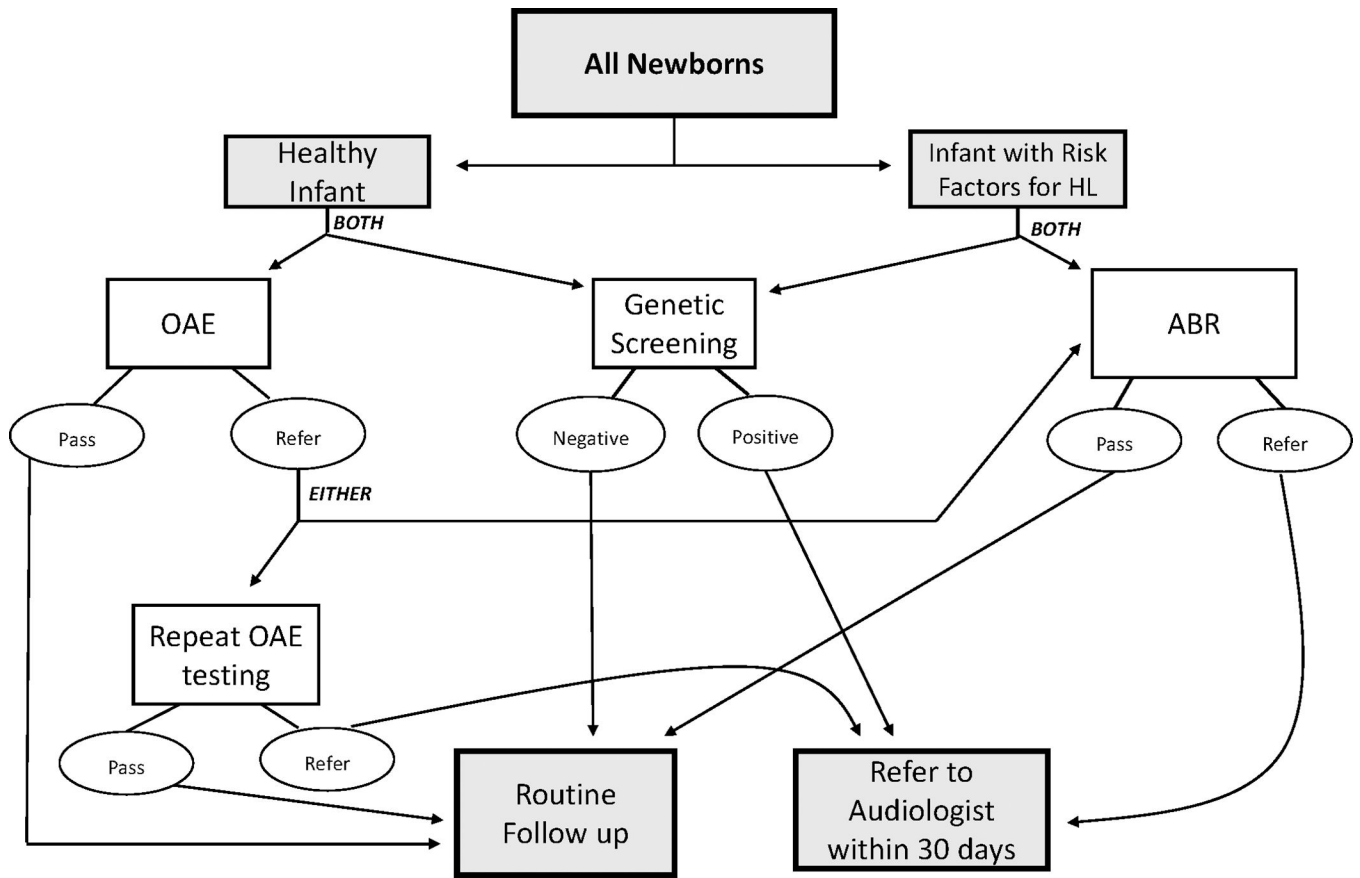 All Newborns
Healthy
Infant
Infant with Risk
Factors for HL
BOTH
BOTH
OAE
Genetic
Screening
ABR
Pass
Refer
Negative
Positive
Pass
Refer
EITHER
Repeat OAE
testing
Pass
Refer
Routine
Follow up
Refer to
Audiologist
within 30 days